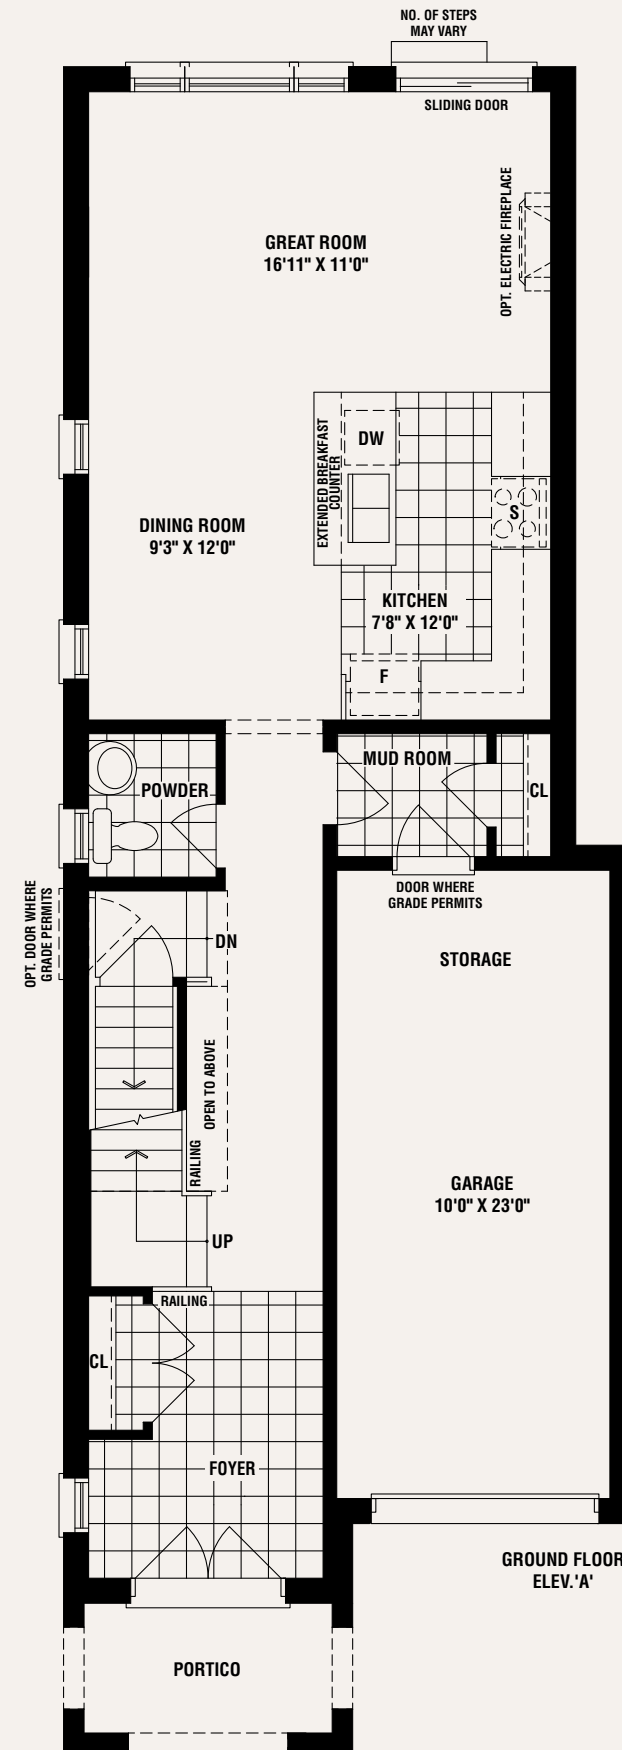 NO. OF STEPS
MAY VARY
SLIDING DOOR
OPT. ELECTRIC FIREPLACE
GREAT ROOM
16'11" X 11'0"
EXTENDED BREAKFAST
COUNTER
DW
S
DINING ROOM
9'3" X 12'0"
KITCHEN
7'8" X 12'0"
F
MUD ROOM
POWDER
CL
OPT. DOOR WHERE
GRADE PERMITS
DOOR WHERE
GRADE PERMITS
DN
STORAGE
OPEN TO ABOVE
RAILING
GARAGE
10'0" X 23'0"
UP
RAILING
CL
FOYER
GROUND FLOOR
ELEV.'A'
PORTICO